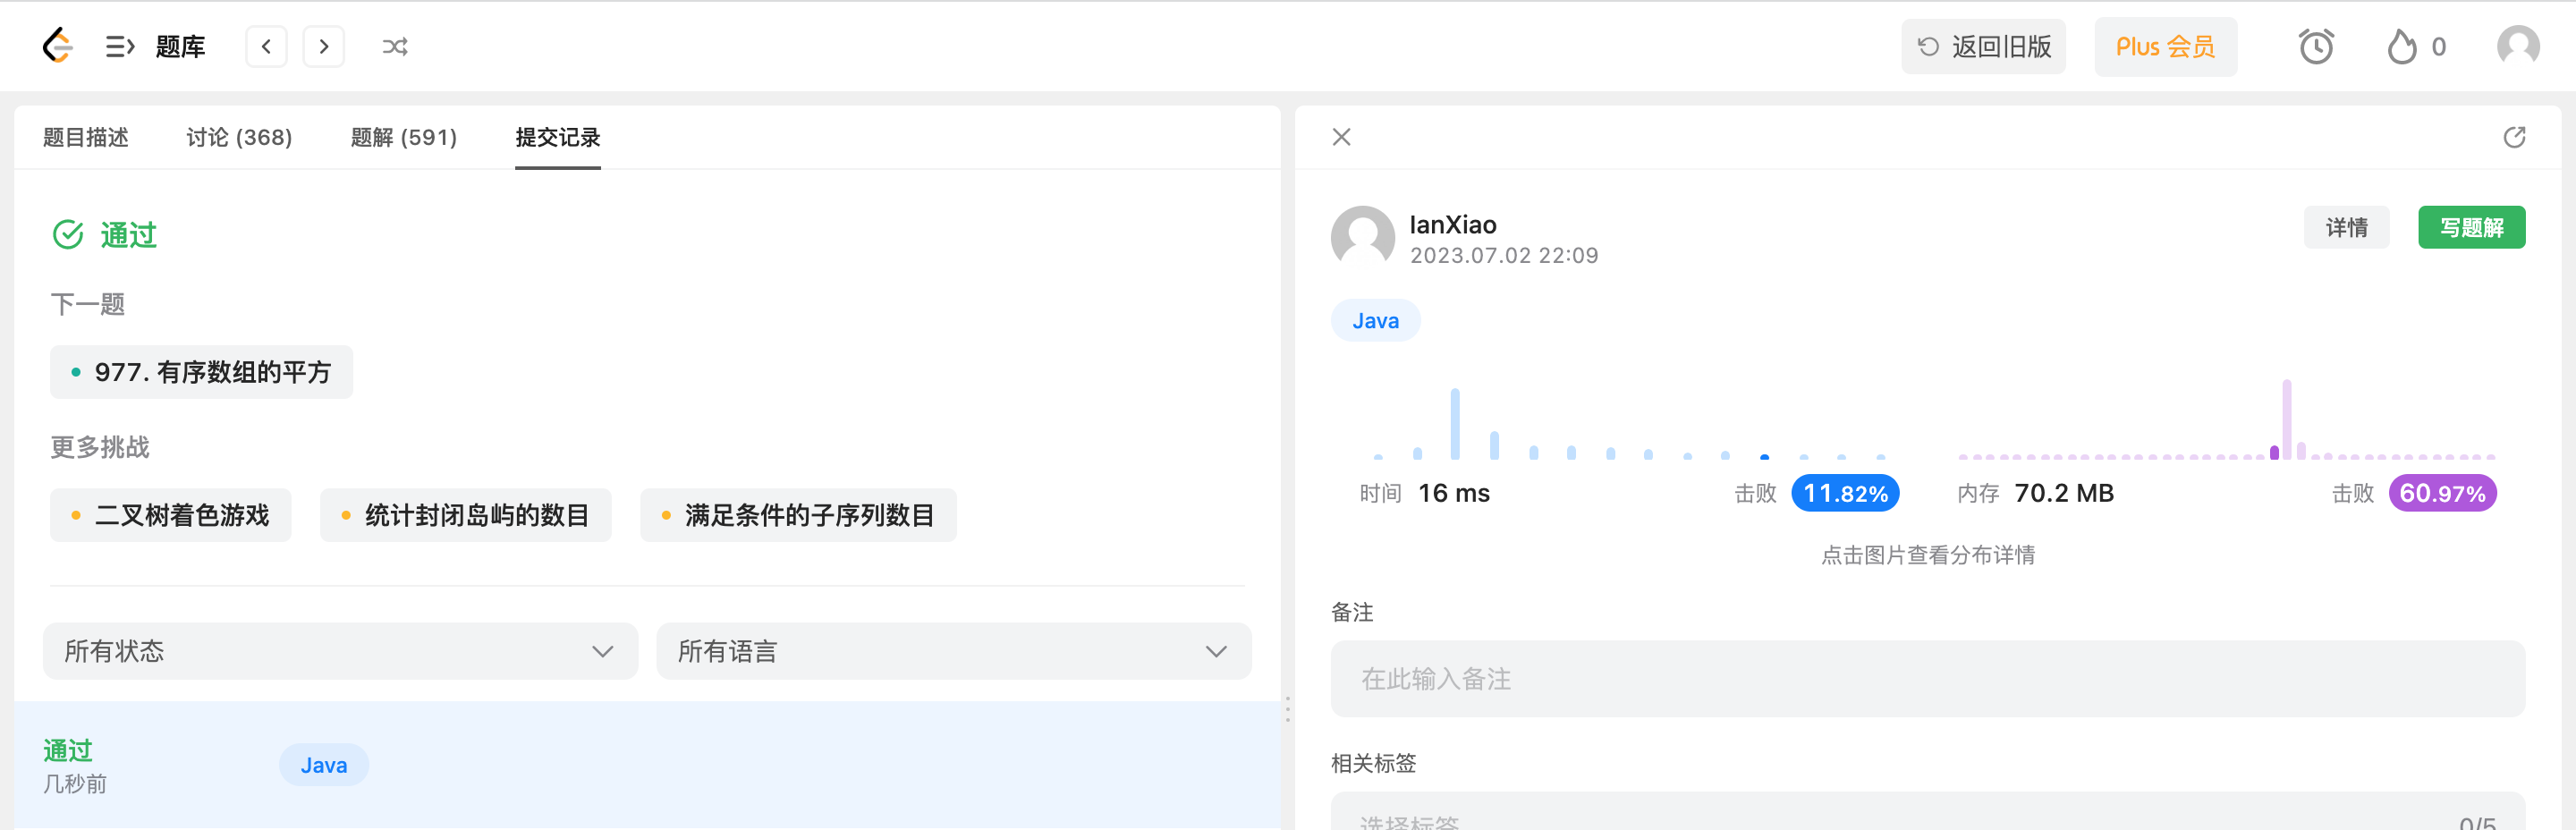 题库
返回旧版
Plus 会员
0
题目描述
讨论 (368)
题解 (591)
提交记录
通过
下一题
977. 有序数组的平方
更多挑战
二叉树着色游戏
统计封闭岛屿的数目
满足条件的子序列数目
所有状态
所有语言
通过
几秒前
Java
IanXiao
2023.07.02 22:09
详情
写题解
Java
时间 16 ms
击败 11.82%
内存 70.2 MB
击败 60.97%
点击图片查看分布详情
备注
在此输入备注
相关标签
选择标签
0/5